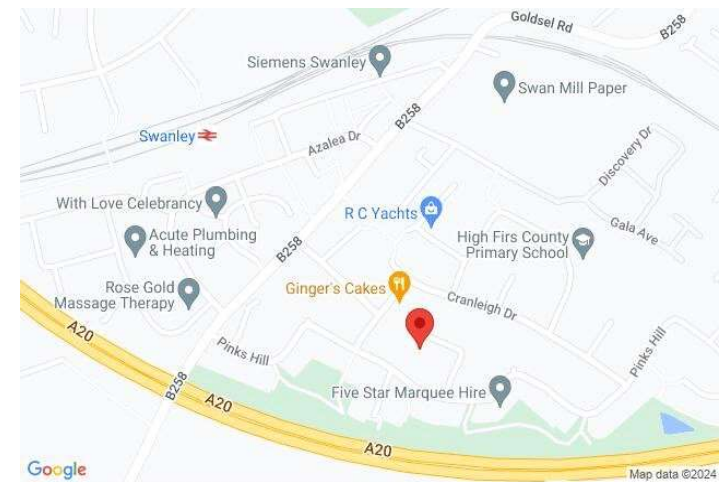 Goldsel Rd
B258
Siemens Swanley
Swan Mill Paper
B258
Swanley
Azalea Dr
Discovery Dr
With Love Celebrancy
R C Yachts
Gala Ave
Acute Plumbing
& Heating
High Firs County
Primary School
B258
Rose Gold
Massage Therapy
Ginger's Cakes
Cranleigh Dr
A20
Pinks Hill
Pinks Hill
B258
Five Star Marquee Hire
A20
A20
Google
Map data ©2024